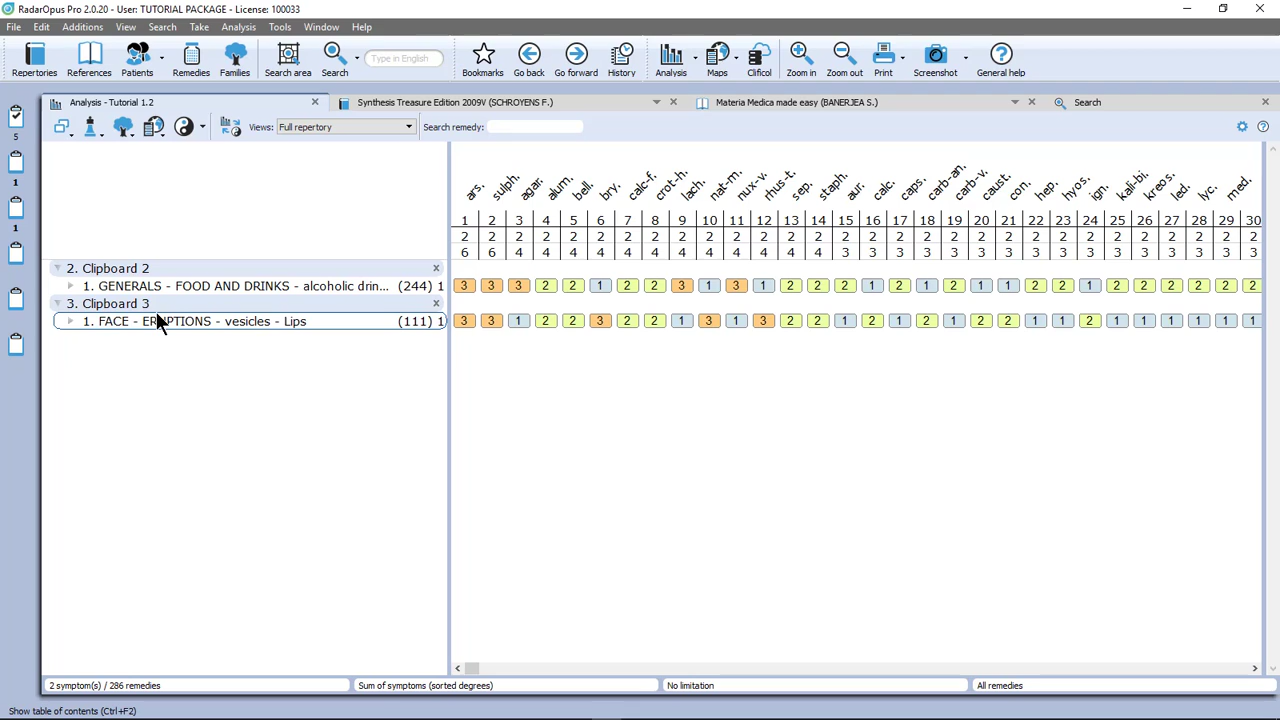 RadarOpus Pro 2.0.20 - User: TUTORIAL PACKAGE - License: 100033
File Edit Additions View Search Take Analysis Tools Window Help
Repertories References Patients Remedies Families Search area Search Type in English Bookmarks Go back Go forward History Analysis Maps Clificol Zoom in Zoom out Print Screenshot General help
Analysis - Tutorial 1.2 Synthesis Treasure Edition 2009V (SCHROYENS F.) Materia Medica made easy (BANERJEA S.) Search
Views: Full repertory Search remedy:
5
1
1
ars. sulph. agar. alum. bell. bry. calc-f. crot-h. lach. nat-m. nux-v. rhus-t. sep. staph. aur. calc. caps. carb-an. carb-v. caust. con. hep. hyos. ign. kali-bi. kreos. led. lyc. med.
1 2 3 4 5 6 7 8 9 10 11 12 13 14 15 16 17 18 19 20 21 22 23 24 25 26 27 28 29 30
2 2 2 2 2 2 2 2 2 2 2 2 2 2 2 2 2 2 2 2 2 2 2 2 2 2 2 2 2 2
6 6 4 4 4 4 4 4 4 4 4 4 4 4 3 3 3 3 3 3 3 3 3 3 3 3 3 3 3 3
2. Clipboard 2
1. GENERALS - FOOD AND DRINKS - alcoholic drin... (244) 1 3 3 3 2 2 1 2 2 3 1 3 1 2 2 2 1 2 1 2 1 1 2 2 1 2 2 2 2 2 2
3. Clipboard 3
1. FACE - ERUPTIONS - vesicles - Lips (111) 1 3 3 1 2 2 3 2 2 1 3 1 3 2 2 1 2 1 2 1 2 2 1 1 2 1 1 1 1 1 1
2 symptom(s) / 286 remedies Sum of symptoms (sorted degrees) No limitation All remedies
Show table of contents (Ctrl+F2)